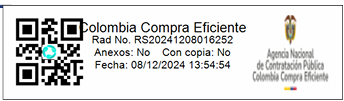 Colombia Compra Eficiente
Rad No. RS20241208016252
Anexos: No Con copia: No
Fecha: 08/12/2024 13:54:54
Agencia Nacional
de Contratación Pública
Colombia Compra Eficiente